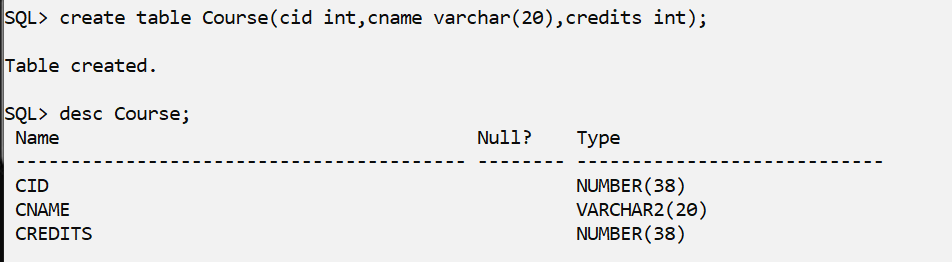 SQL> create table Course(cid int,cname varchar(20),credits int);
Table created.
SQL> desc Course;
Name Null? Type
----------------------------------------- -------- ----------------------------
CID NUMBER(38)
CNAME VARCHAR2(20)
CREDITS NUMBER(38)